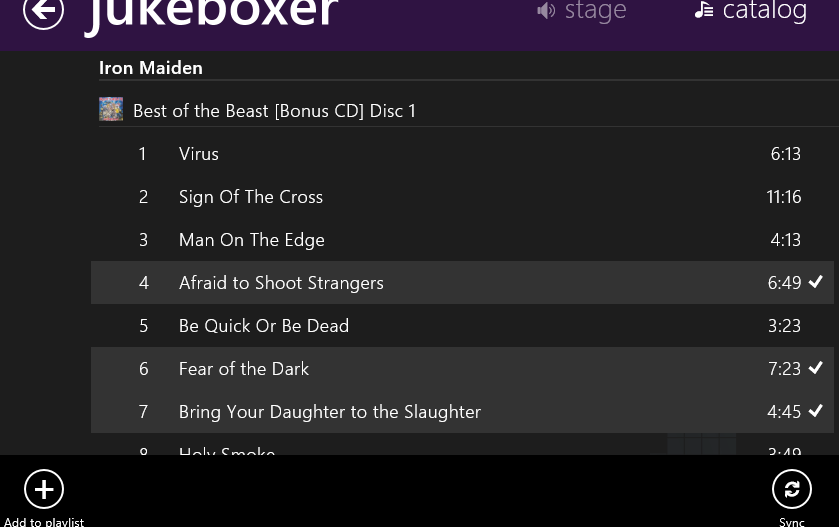 jukeboxer
stage
catalog
Iron Maiden
Best of the Beast [Bonus CD] Disc 1
1 Virus 6:13
2 Sign Of The Cross 11:16
3 Man On The Edge 4:13
4 Afraid to Shoot Strangers 6:49
5 Be Quick Or Be Dead 3:23
6 Fear of the Dark 7:23
7 Bring Your Daughter to the Slaughter 4:45
8 Holy Smoke 3:49
Add to playlist
Sync